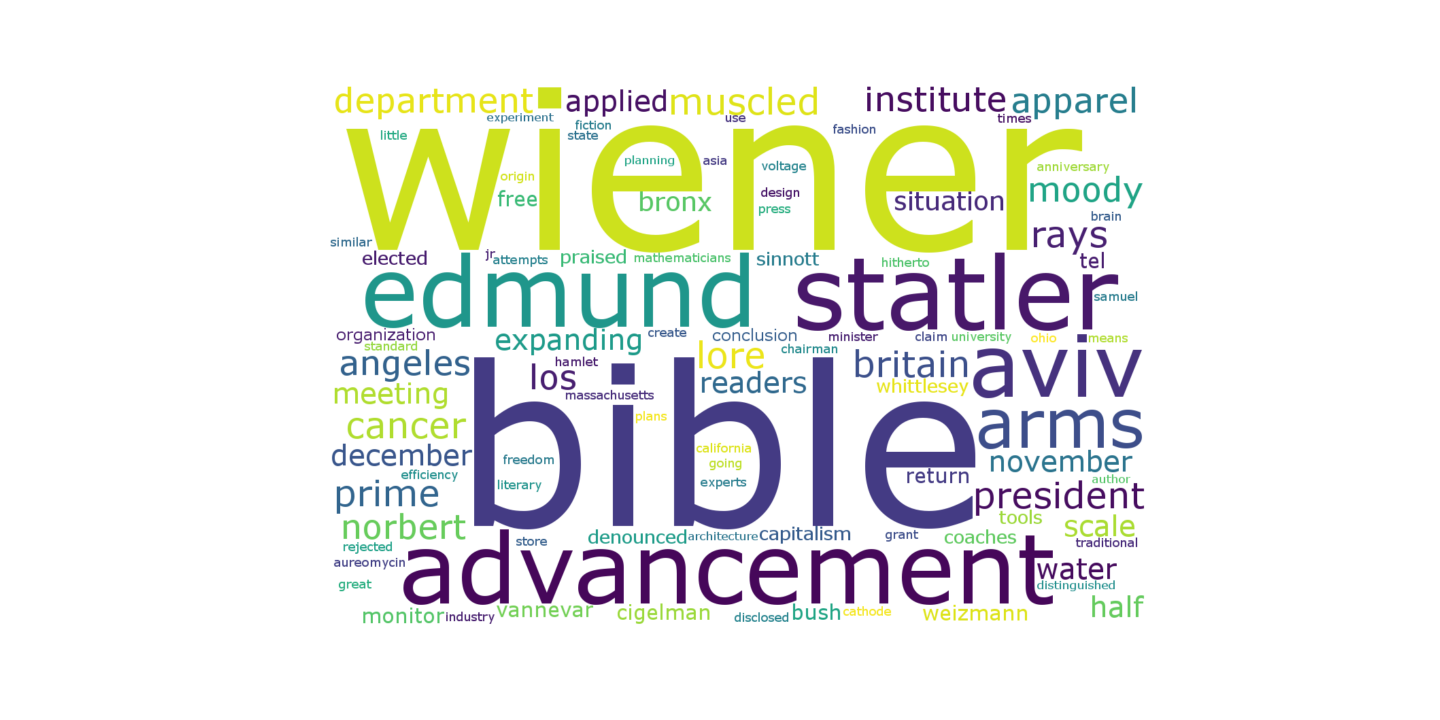 department applied muscled institute apparel
experiment fiction use fashion times
little state
wiener
planning asia voltage anniversary
origin free bronx design press situation moody
brain
similar rays
elected jr attempts praised mathematicians sinnott hitherto tel
edmund statler samuel
organization expanding create conclusion minister claim university ohio means
standard lore chairman aviv
angeles los hamlet readers britain
meeting massachusetts whittlesey
bible
cancer plans arms
december freedom california going november
efficiency literary experts return author
prime president
norbert tools scale
rejected store denounced architecture capitalism grant coaches traditional
aureomycin advancement water
great distinguished
monitor industry vannevar cigelman disclosed bush cathode weizmann half